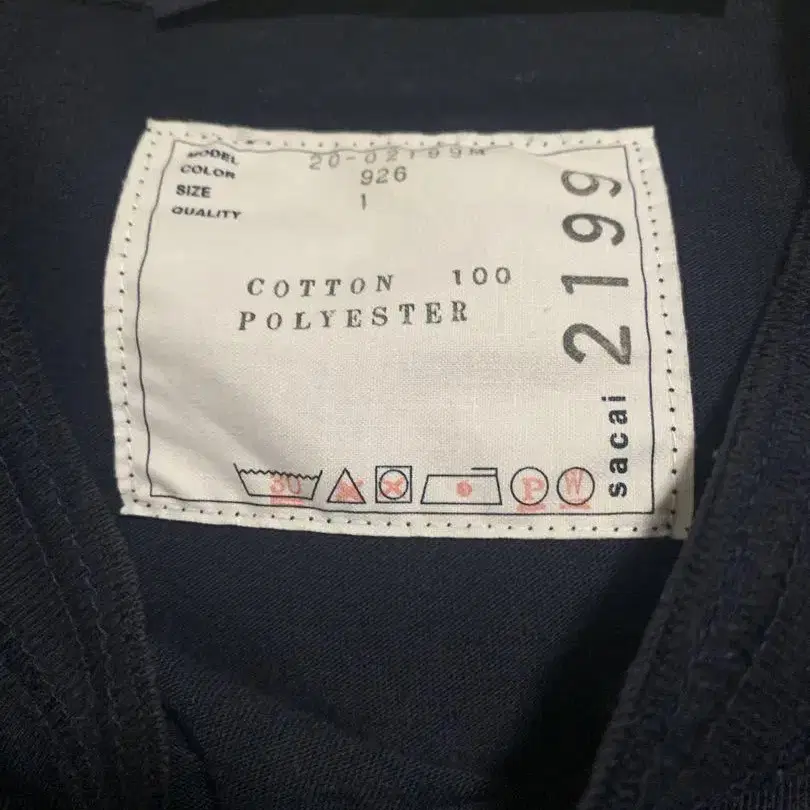 MODEL 20-02199M
COLOR 926
SIZE 1
QUALITY
COTTON 100
POLYESTER
30
P
W
sacai 2199